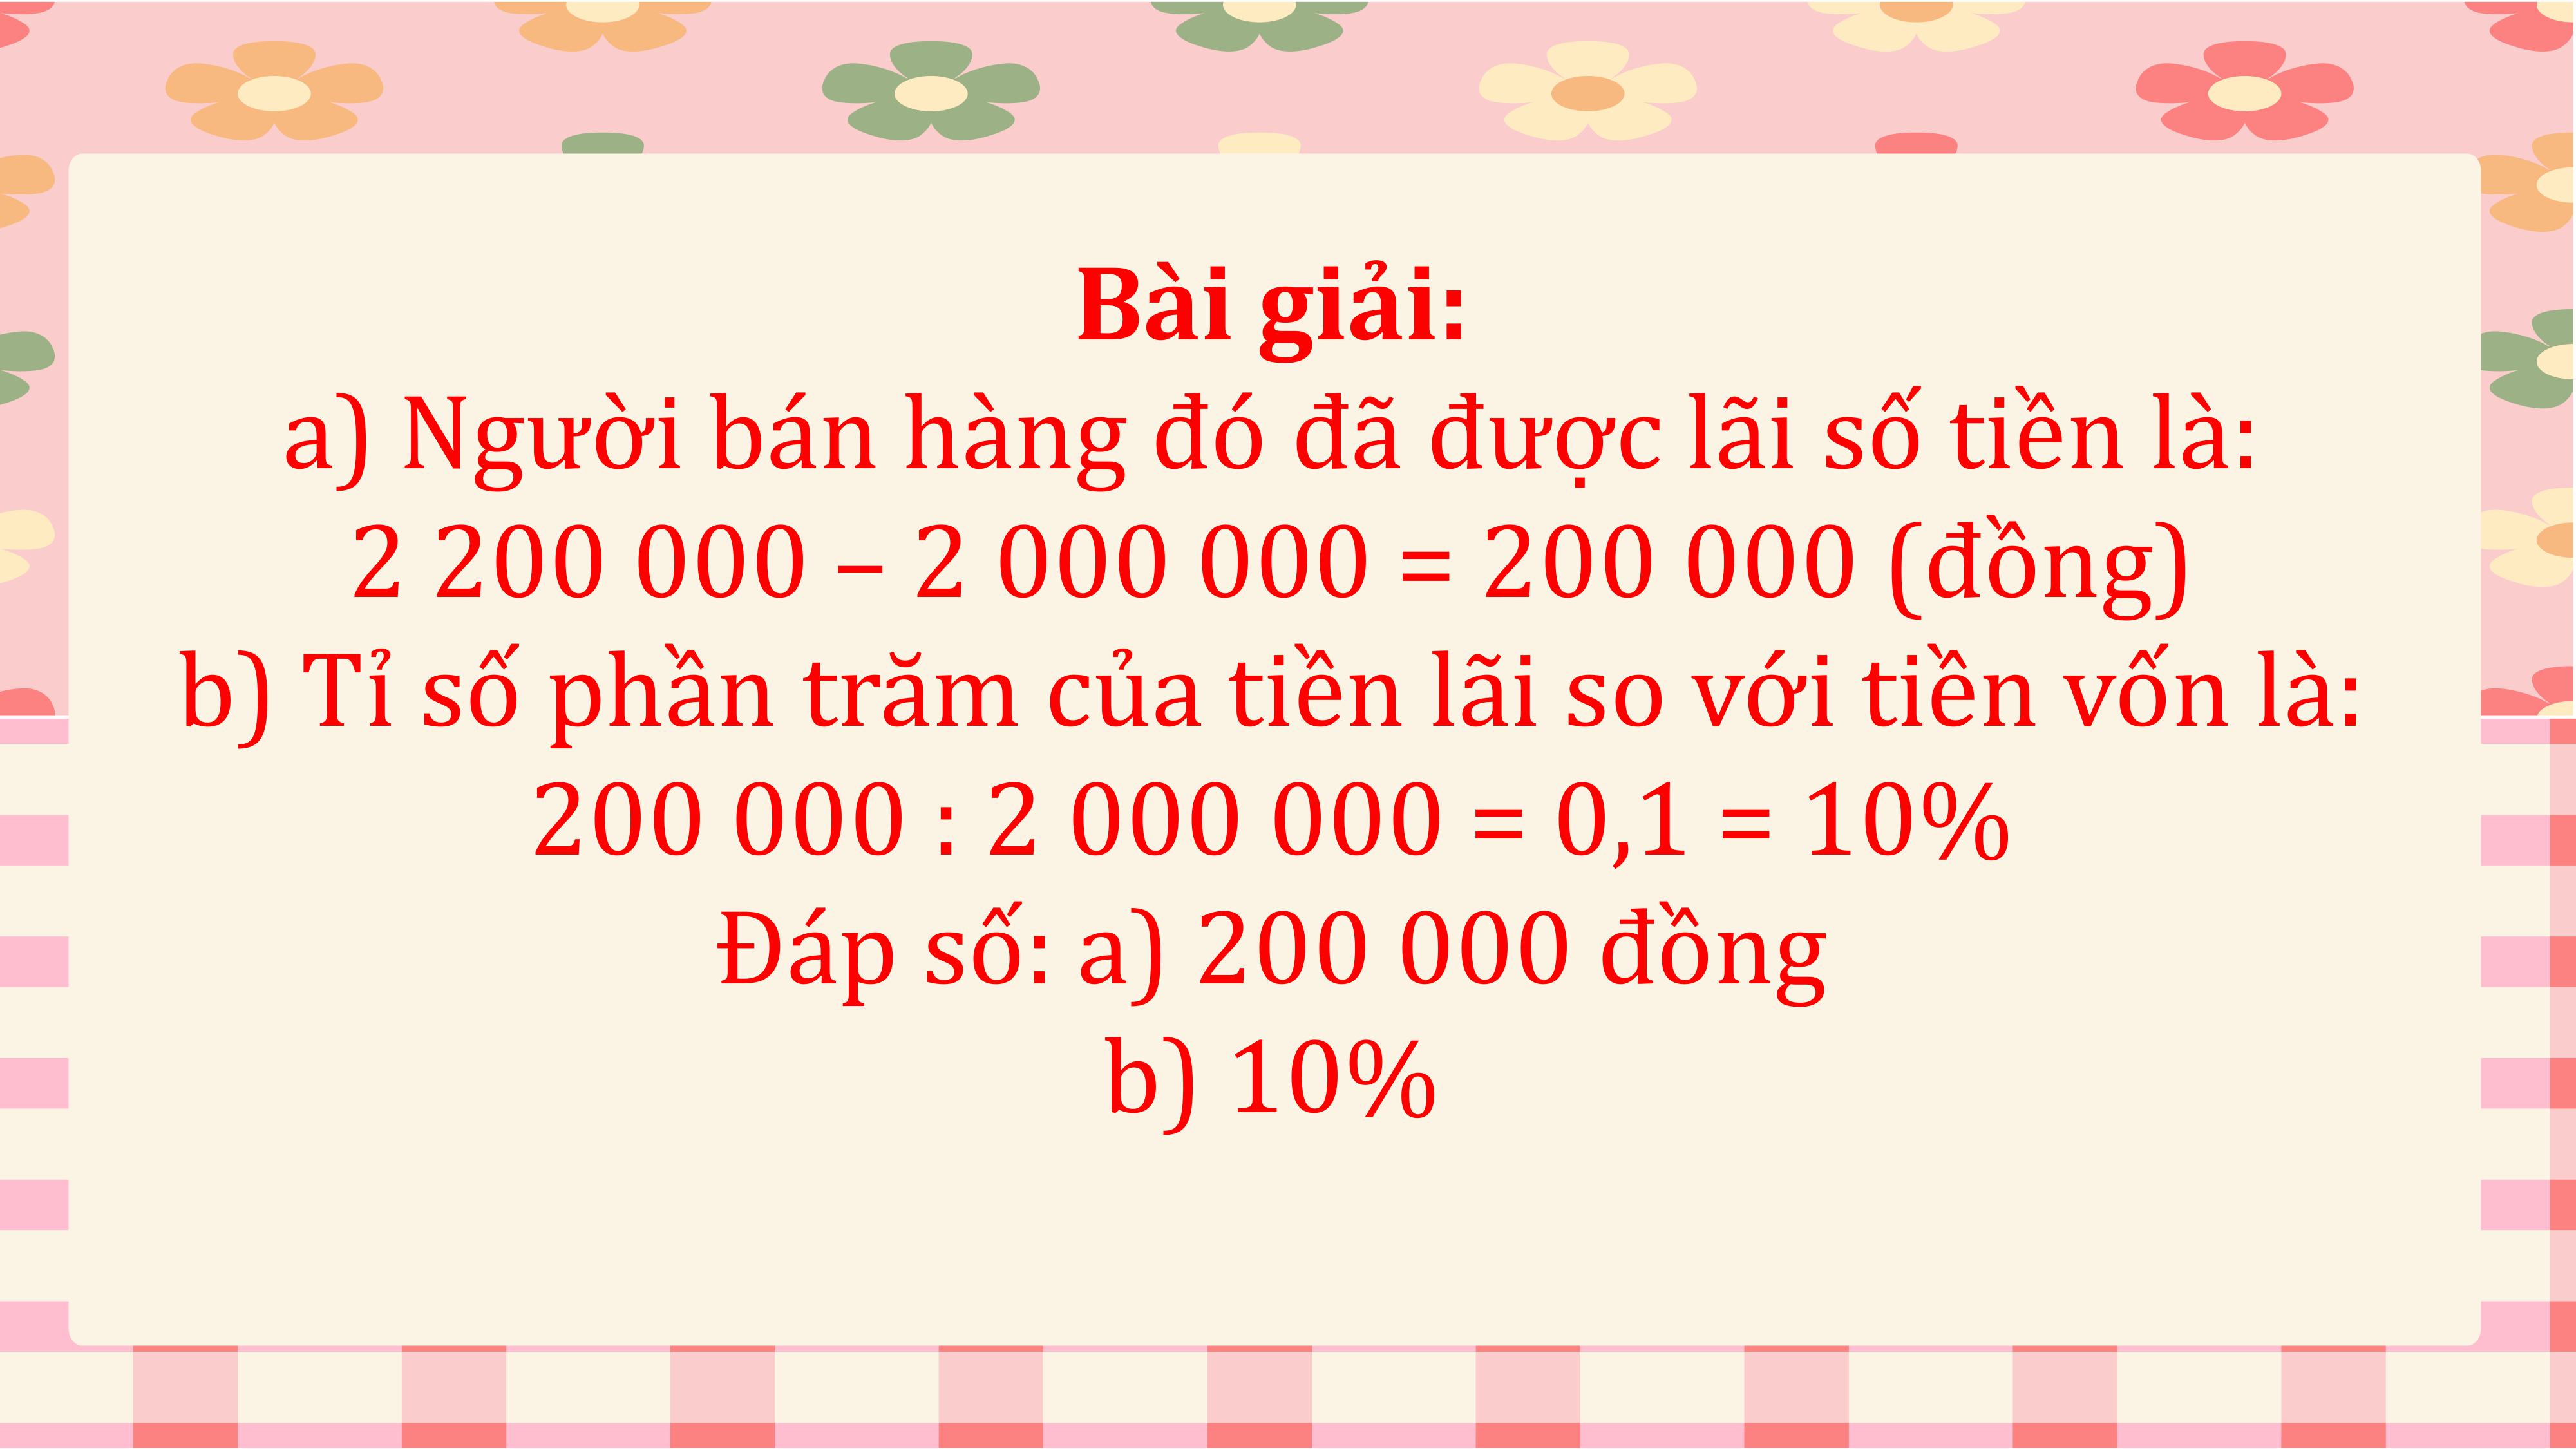 Bài giải:
a) Người bán hàng đó đã được lãi số tiền là:
2 200 000 – 2 000 000 = 200 000 (đồng)
b) Tỉ số phần trăm của tiền lãi so với tiền vốn là:
200 000 : 2 000 000 = 0,1 = 10%
Đáp số: a) 200 000 đồng
b) 10%